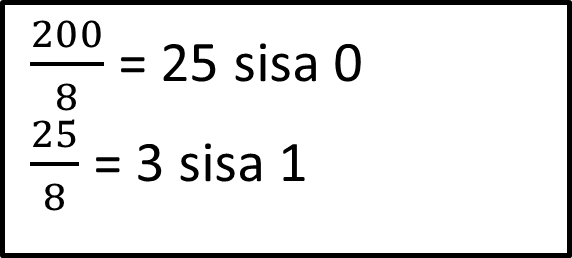 200/8 = 25 sisa 0
25/8 = 3 sisa 1